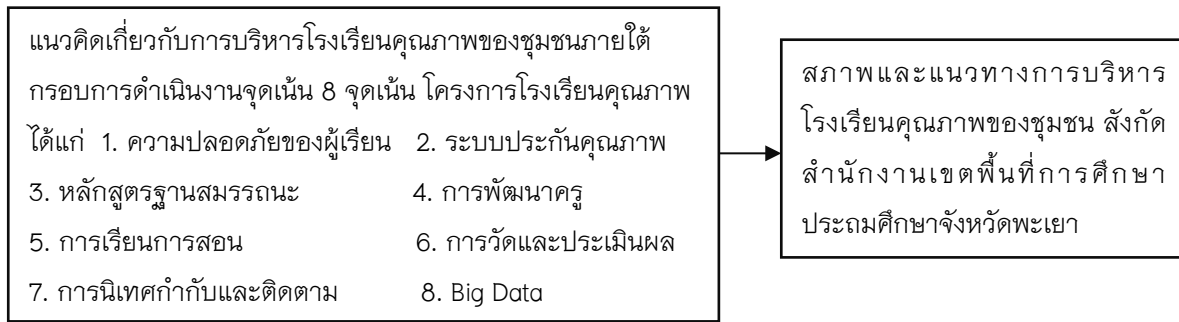 แนวคิดเกี่ยวกับการบริหารโรงเรียนคุณภาพของชุมชนภายใต้
กรอบการดำเนินงานจุดเน้น 8 จุดเน้น โครงการโรงเรียนคุณภาพ
ได้แก่ 1. ความปลอดภัยของผู้เรียน 2. ระบบประกันคุณภาพ
3. หลักสูตรฐานสมรรถนะ 4. การพัฒนาครู
5. การเรียนการสอน 6. การวัดและประเมินผล
7. การนิเทศกำกับและติดตาม 8. Big Data
สภาพและแนวทางการบริหาร
โรงเรียนคุณภาพของชุมชน สังกัด
สำนักงานเขตพื้นที่การศึกษา
ประถมศึกษาจังหวัดพะเยา